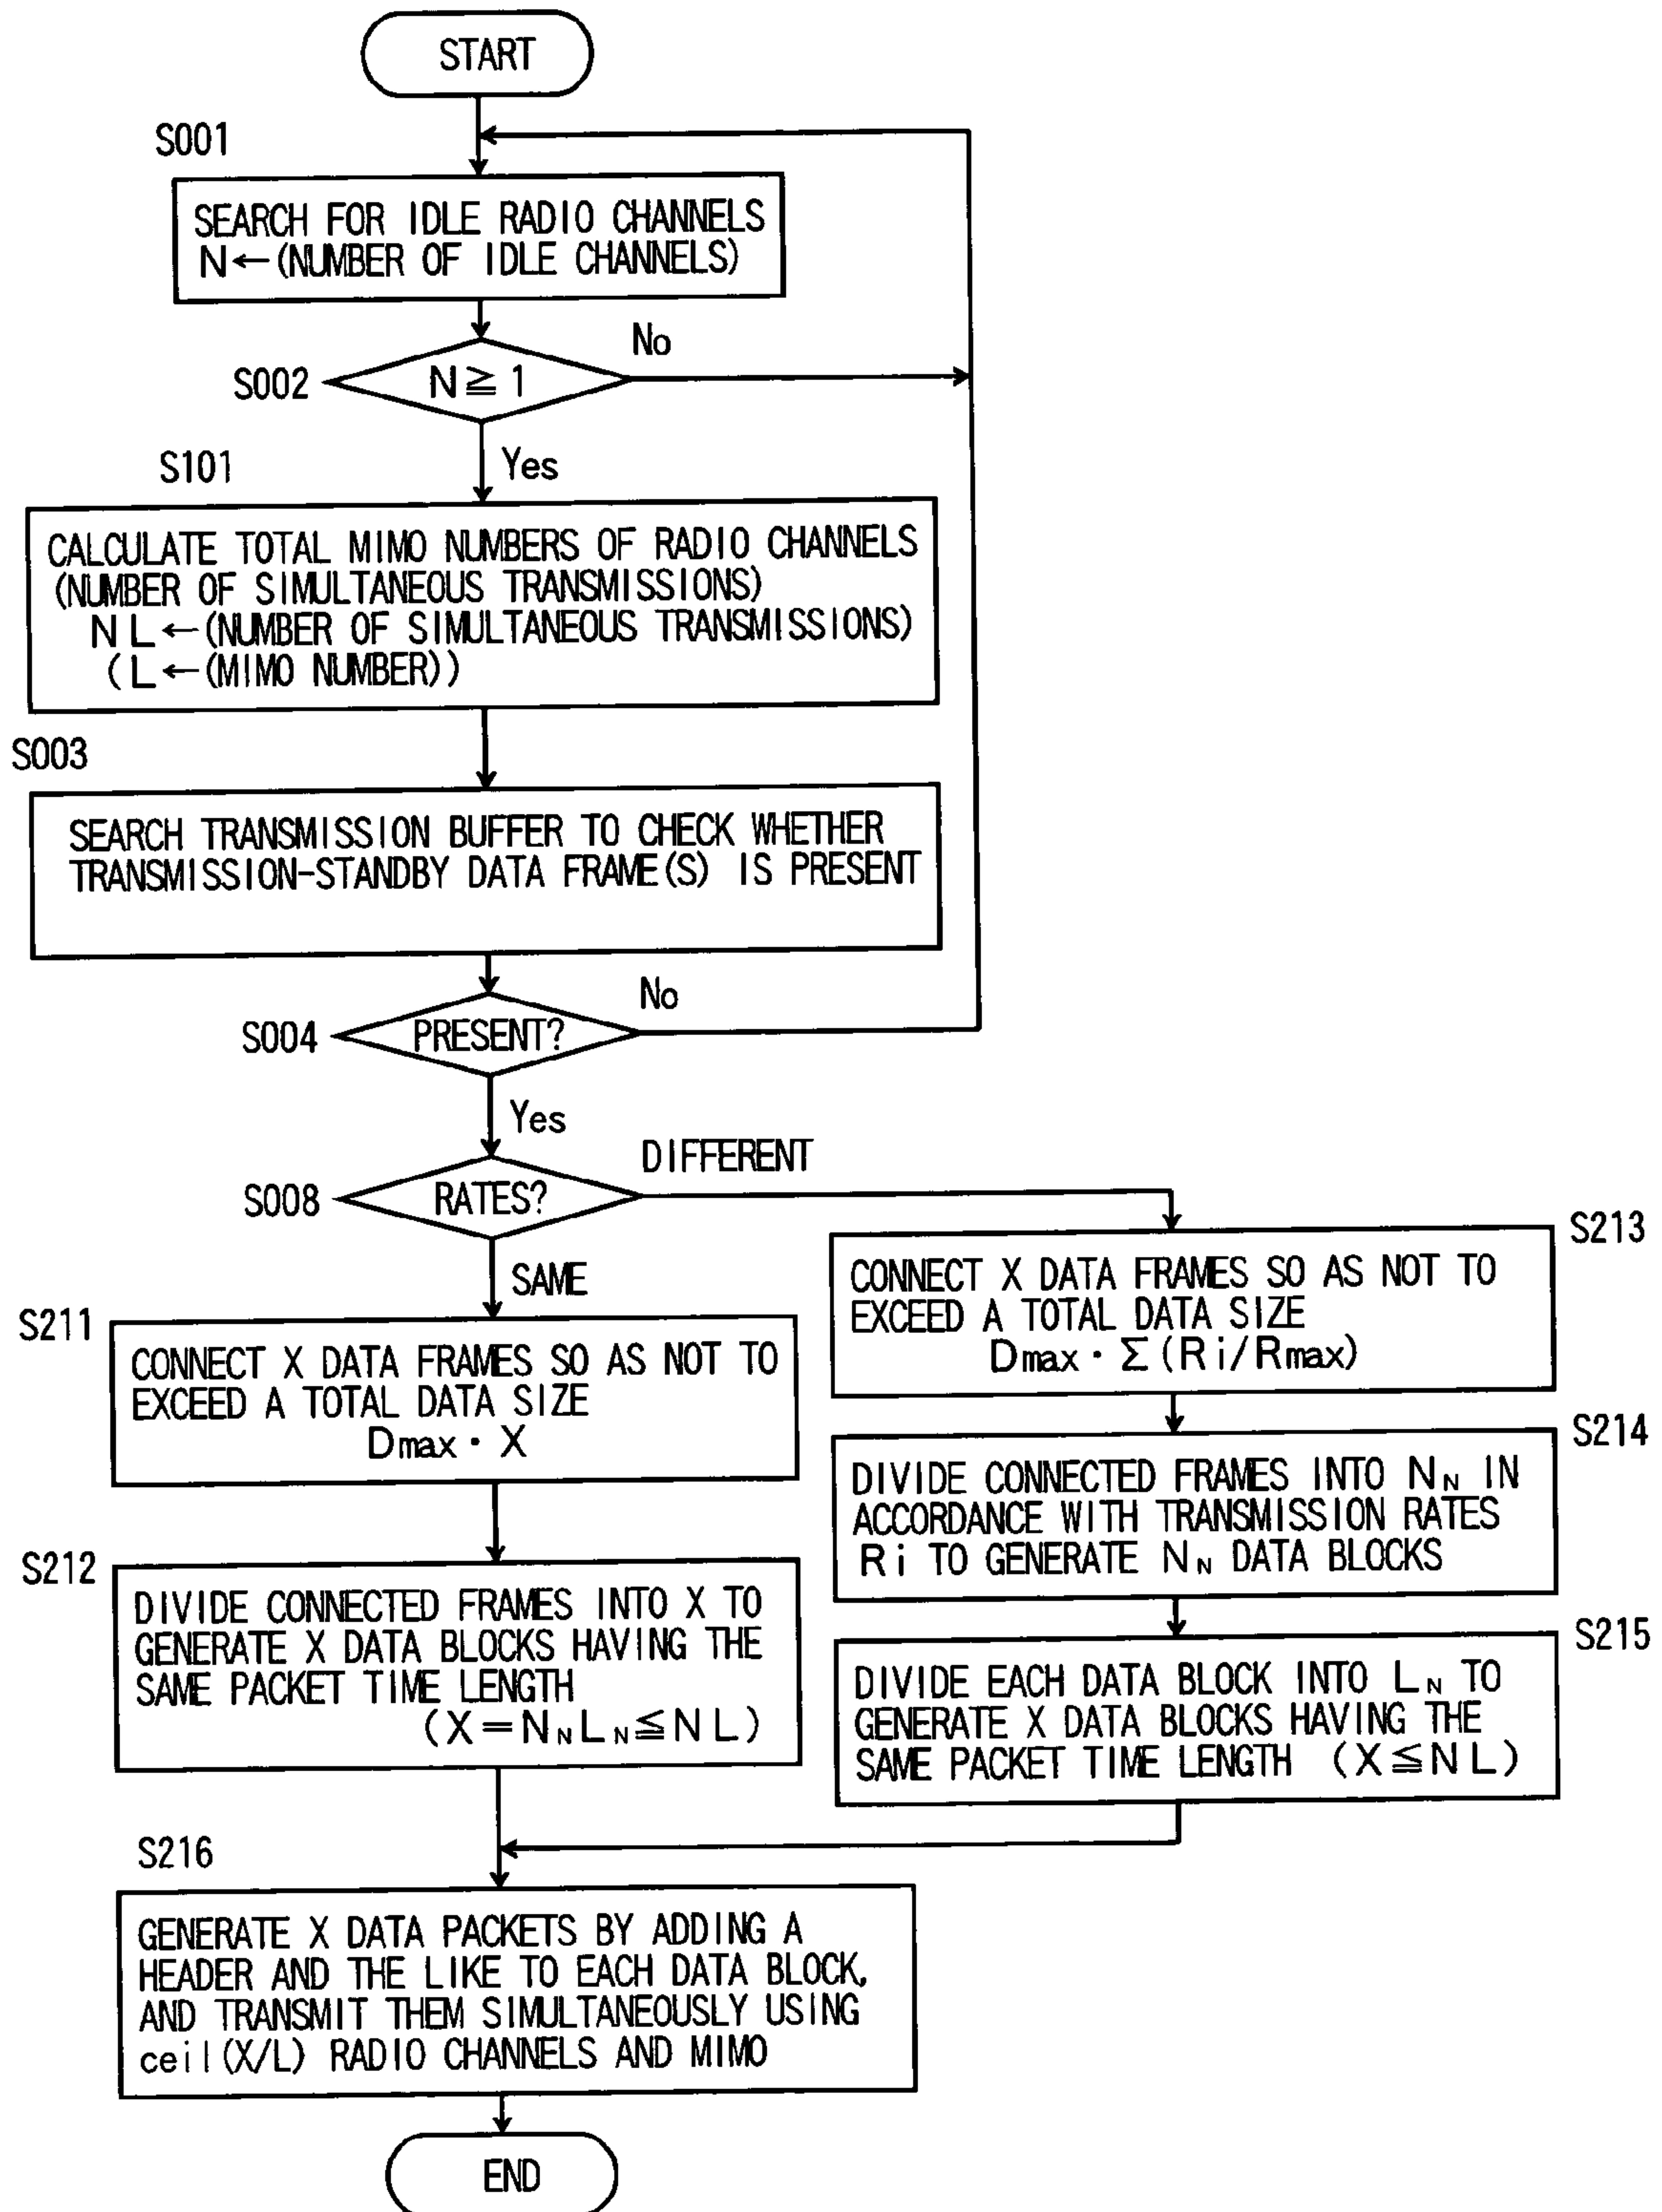 START
S001
SEARCH FOR IDLE RADIO CHANNELS
N←(NUMBER OF IDLE CHANNELS)
No
S002
N≧1
Yes
S101
CALCULATE TOTAL MIMO NUMBERS OF RADIO CHANNELS
(NUMBER OF SIMULTANEOUS TRANSMISSIONS)
NL←(NUMBER OF SIMULTANEOUS TRANSMISSIONS)
(L←(MIMO NUMBER))
S003
SEARCH TRANSMISSION BUFFER TO CHECK WHETHER
TRANSMISSION-STANDBY DATA FRAME(S) IS PRESENT
No
S004
PRESENT?
Yes
DIFFERENT
S008
RATES?
SAME
S211
CONNECT X DATA FRAMES SO AS NOT TO
EXCEED A TOTAL DATA SIZE
Dmax・X
S212
DIVIDE CONNECTED FRAMES INTO X TO
GENERATE X DATA BLOCKS HAVING THE
SAME PACKET TIME LENGTH
(X=NNLN≦NL)
S213
CONNECT X DATA FRAMES SO AS NOT TO
EXCEED A TOTAL DATA SIZE
Dmax・Σ(Ri/Rmax)
S214
DIVIDE CONNECTED FRAMES INTO NN IN
ACCORDANCE WITH TRANSMISSION RATES
Ri TO GENERATE NN DATA BLOCKS
S215
DIVIDE EACH DATA BLOCK INTO LN TO
GENERATE X DATA BLOCKS HAVING THE
SAME PACKET TIME LENGTH (X≦NL)
S216
GENERATE X DATA PACKETS BY ADDING A
HEADER AND THE LIKE TO EACH DATA BLOCK,
AND TRANSMIT THEM SIMULTANEOUSLY USING
ceil(X/L) RADIO CHANNELS AND MIMO
END